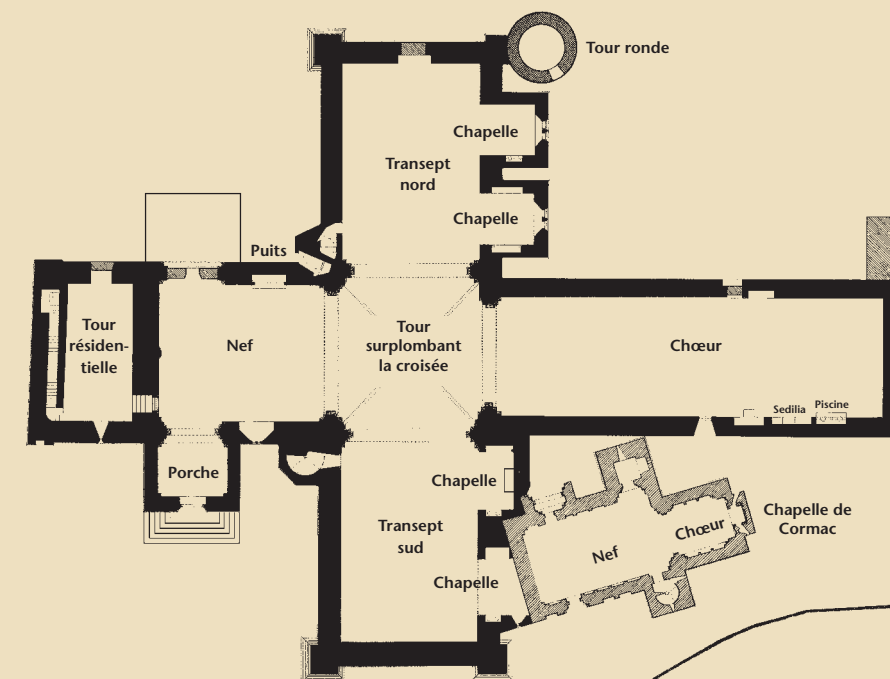 Tour ronde
Chapelle
Transept
nord
Chapelle
Puits
Tour
résiden-
tielle
Nef
Tour
surplombant
la croisée
Chœur
Sedilia
Piscine
Porche
Chapelle
Transept
sud
Chapelle
Chapelle de
Cormac
Chœur
Nef